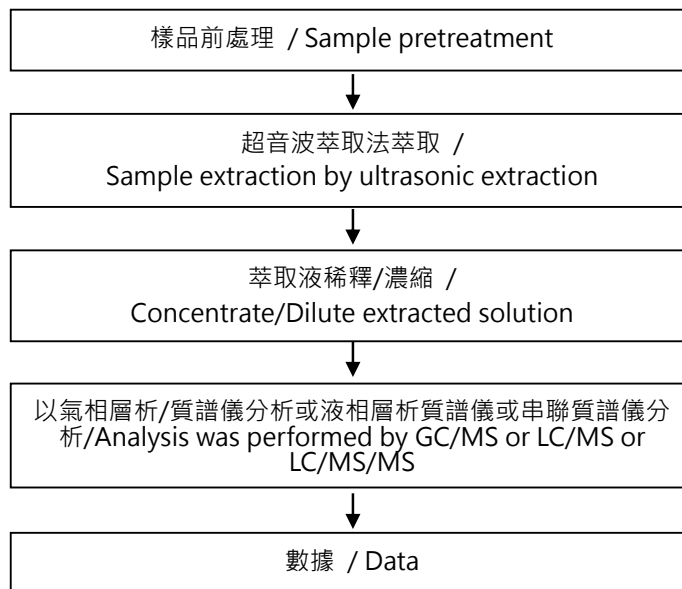 樣品前處理 / Sample pretreatment
超音波萃取法萃取 /
Sample extraction by ultrasonic extraction
萃取液稀釋/濃縮 /
Concentrate/Dilute extracted solution
以氣相層析/質譜儀分析或液相層析質譜儀或串聯質譜儀分
析/Analysis was performed by GC/MS or LC/MS or
LC/MS/MS
數據 / Data